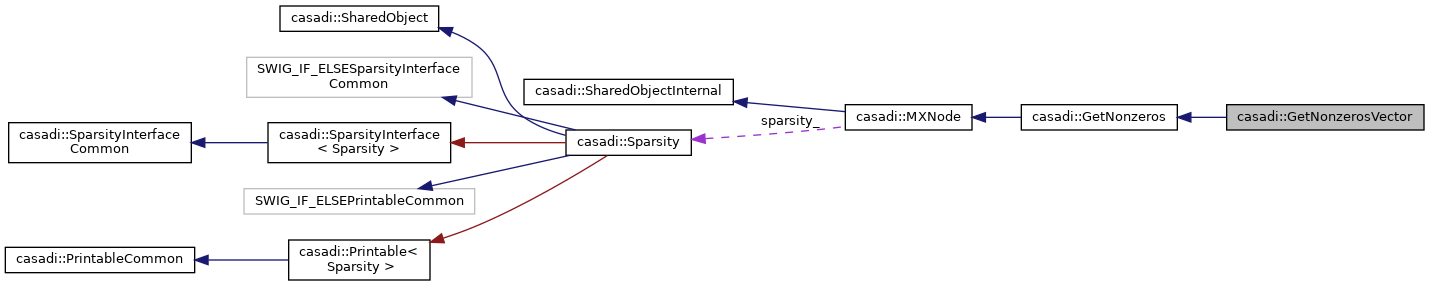 casadi::SharedObject
SWIG_IF_ELSESparsityInterface
Common
casadi::SharedObjectInternal
casadi::MXNode
casadi::GetNonzeros
casadi::GetNonzerosVector
sparsity_
casadi::SparsityInterface
Common
casadi::SparsityInterface
< Sparsity >
casadi::Sparsity
SWIG_IF_ELSEPrintableCommon
casadi::PrintableCommon
casadi::Printable<
Sparsity >